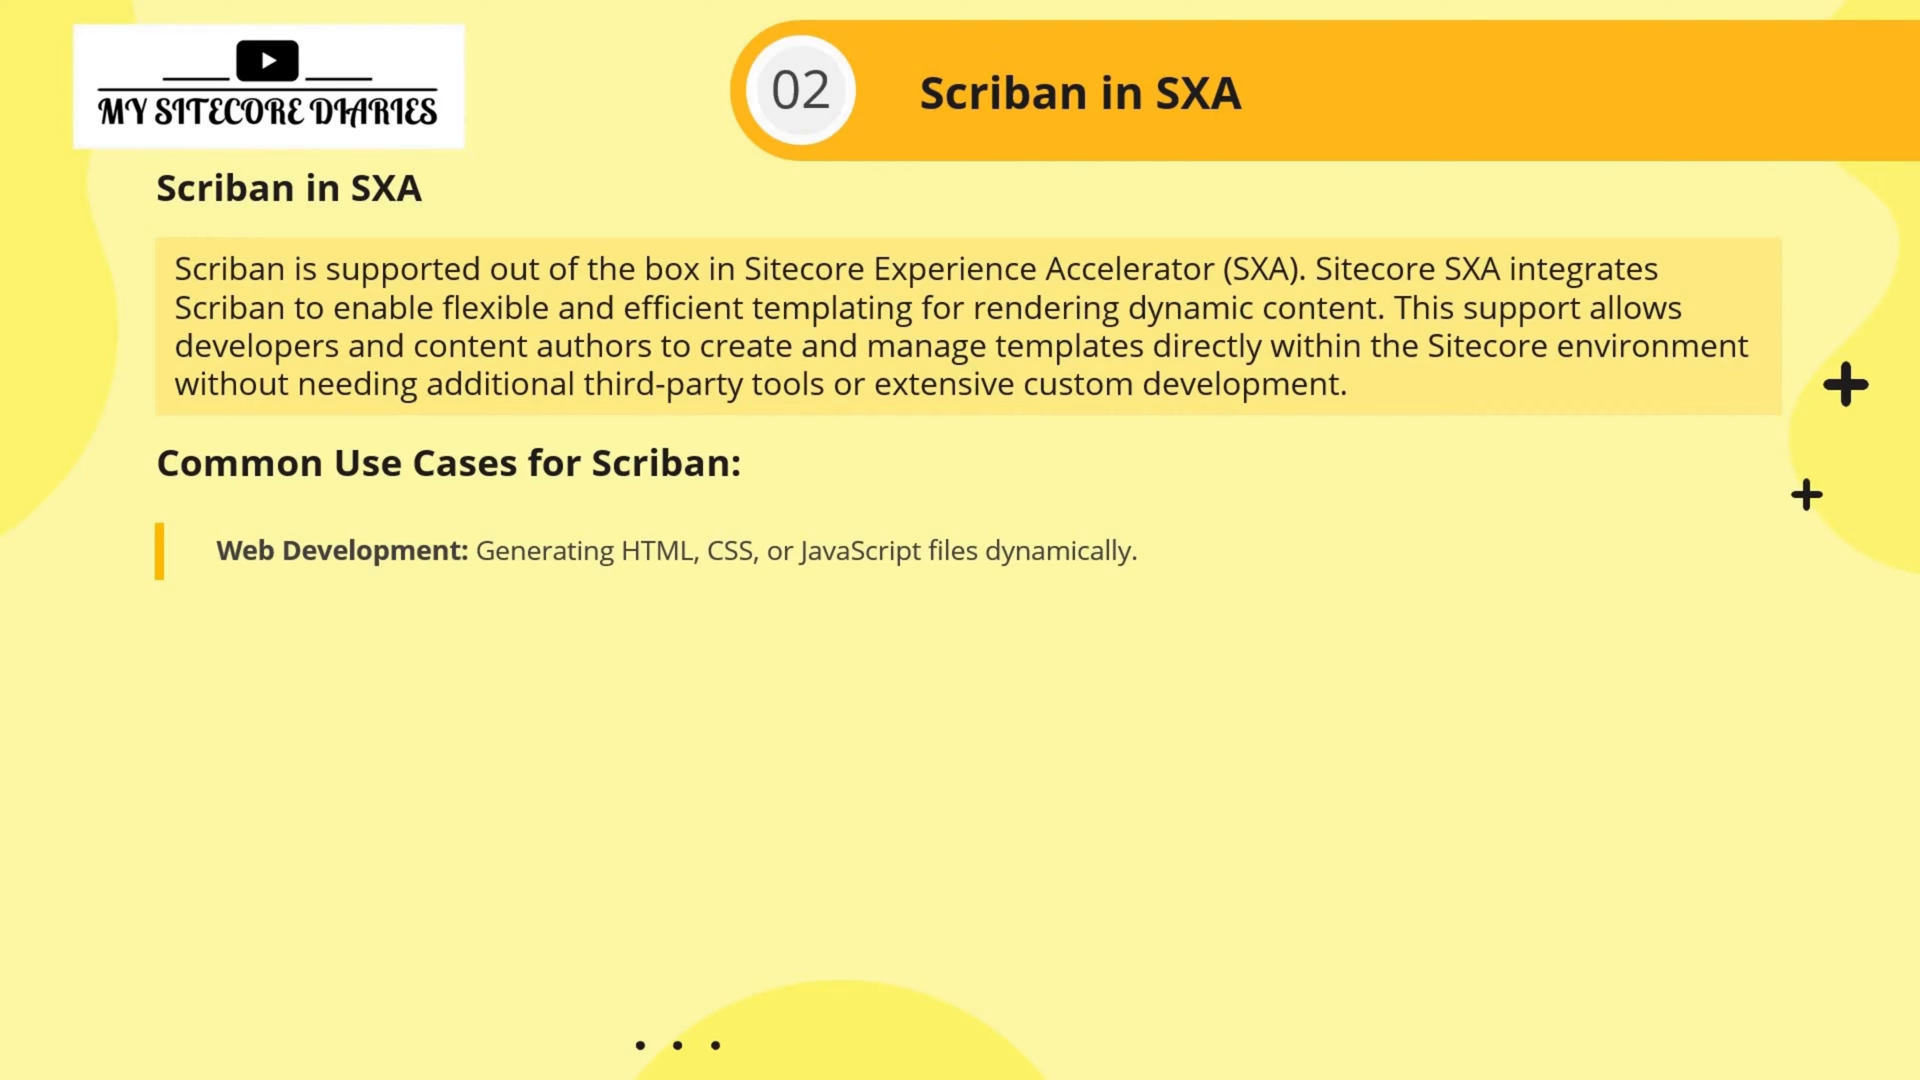 MY SITECORE DIARIES
02
Scriban in SXA
Scriban in SXA
Scriban is supported out of the box in Sitecore Experience Accelerator (SXA). Sitecore SXA integrates
Scriban to enable flexible and efficient templating for rendering dynamic content. This support allows
developers and content authors to create and manage templates directly within the Sitecore environment
without needing additional third-party tools or extensive custom development.
Common Use Cases for Scriban:
Web Development: Generating HTML, CSS, or JavaScript files dynamically.